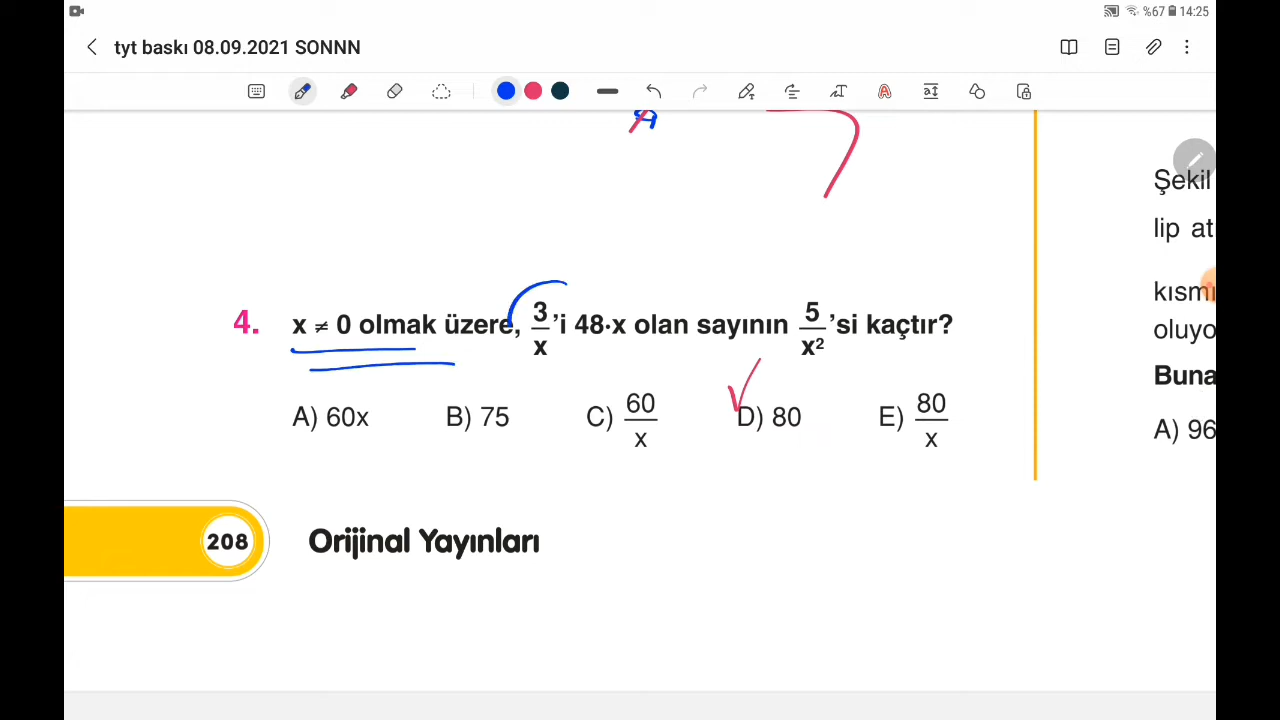 %67 14:25
tyt baskı 08.09.2021 SONNN
Şekil
lip at
kısmı
oluyo
Buna
A) 96
4. x ≠ 0 olmak üzere, 3/x 'i 48·x olan sayının 5/x² 'si kaçtır?
A) 60x B) 75 C) 60/x D) 80 E) 80/x
208 Orijinal Yayınları